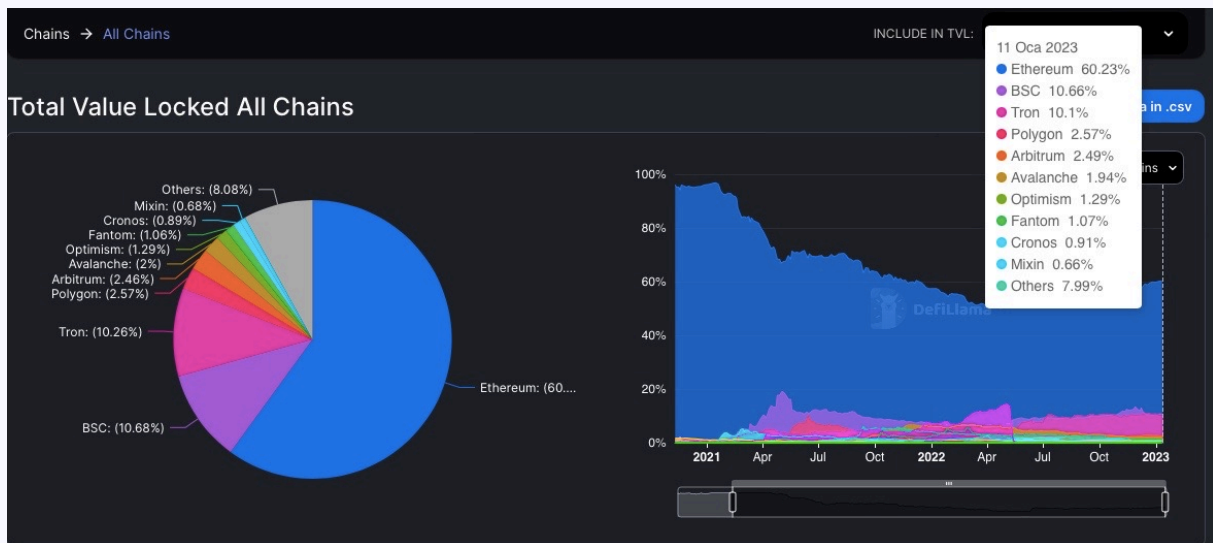 Chains → All Chains
INCLUDE IN TVL:
Total Value Locked All Chains
a in .csv
ins
11 Oca 2023
Ethereum 60.23%
BSC 10.66%
Tron 10.1%
Polygon 2.57%
Arbitrum 2.49%
Avalanche 1.94%
Optimism 1.29%
Fantom 1.07%
Cronos 0.91%
Mixin 0.66%
Others 7.99%
Others: (8.08%)
Mixin: (0.68%)
Cronos: (0.89%)
Fantom: (1.06%)
Optimism: (1.29%)
Avalanche: (2%)
Arbitrum: (2.46%)
Polygon: (2.57%)
Tron: (10.26%)
BSC: (10.68%)
Ethereum: (60....
100%
80%
60%
40%
20%
0%
DefiLlama
2021 Apr Jul Oct 2022 Apr Jul Oct 2023